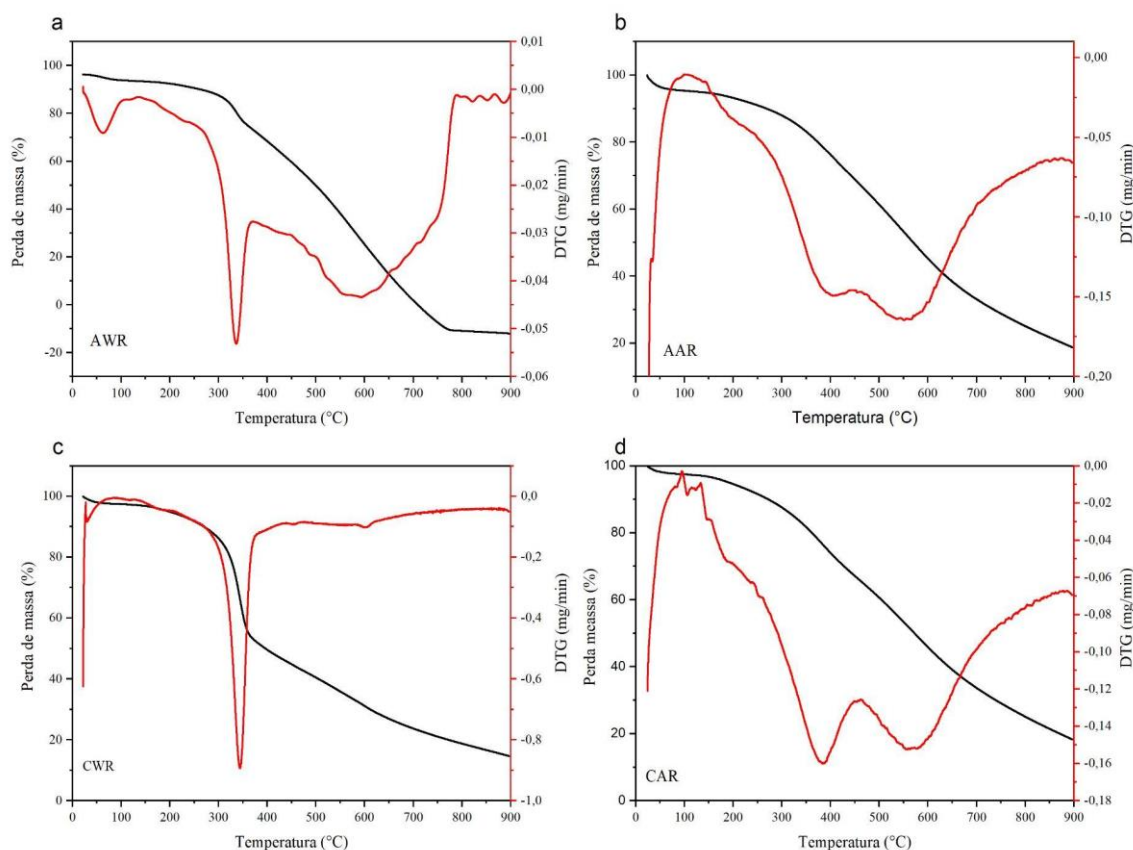 a
100
80
60
40
20
0
-20
Perda de massa (%)
0,01
0,00
-0,01
-0,02
-0,03
-0,04
-0,05
-0,06
DTG (mg/min)
AWR
0 100 200 300 400 500 600 700 800 900
Temperatura (°C)
b
100
80
60
40
20
Perda de massa (%)
0,00
-0,05
-0,10
-0,15
-0,20
DTG (mg/min)
AAR
0 100 200 300 400 500 600 700 800 900
Temperatura (°C)
c
100
80
60
40
20
0
Perda de massa (%)
0,0
-0,2
-0,4
-0,6
-0,8
-1,0
DTG (mg/min)
CWR
0 100 200 300 400 500 600 700 800 900
Temperatura (°C)
d
100
80
60
40
20
0
Perda mcassa (%)
0,00
-0,02
-0,04
-0,06
-0,08
-0,10
-0,12
-0,14
-0,16
-0,18
DTG (mg/min)
CAR
0 100 200 300 400 500 600 700 800 900
Temperatura (°C)